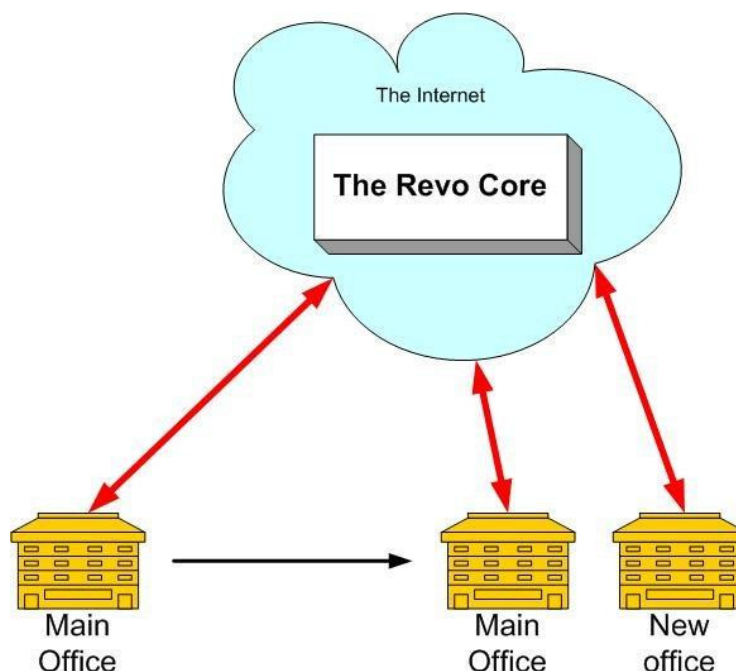 The Internet
The Revo Core
Main
Office
Main
Office
New
office